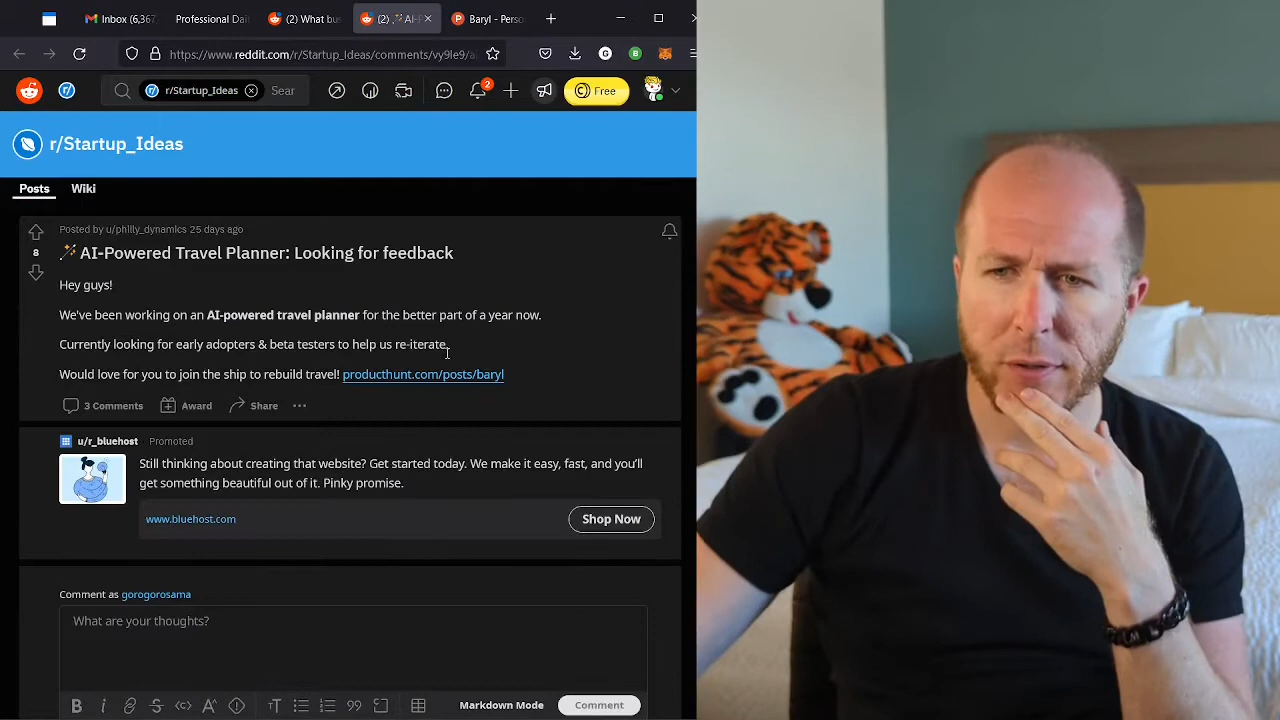 Inbox (6,367
Professional Dai
(2) What bus
(2) 🪄 AI-P
Baryl - Perso
https://www.reddit.com/r/Startup_Ideas/comments/vy9le9/a
r/Startup_Ideas
Sear
2
Free
r/Startup_Ideas
Posts
Wiki
Posted by u/philly_dynamics 25 days ago
8
🪄 AI-Powered Travel Planner: Looking for feedback
Hey guys!
We've been working on an AI-powered travel planner for the better part of a year now.
Currently looking for early adopters & beta testers to help us re-iterate.
Would love for you to join the ship to rebuild travel! producthunt.com/posts/baryl
3 Comments
Award
Share
u/r_bluehost Promoted
Still thinking about creating that website? Get started today. We make it easy, fast, and you'll
get something beautiful out of it. Pinky promise.
www.bluehost.com
Shop Now
Comment as gorogorosama
What are your thoughts?
Markdown Mode
Comment